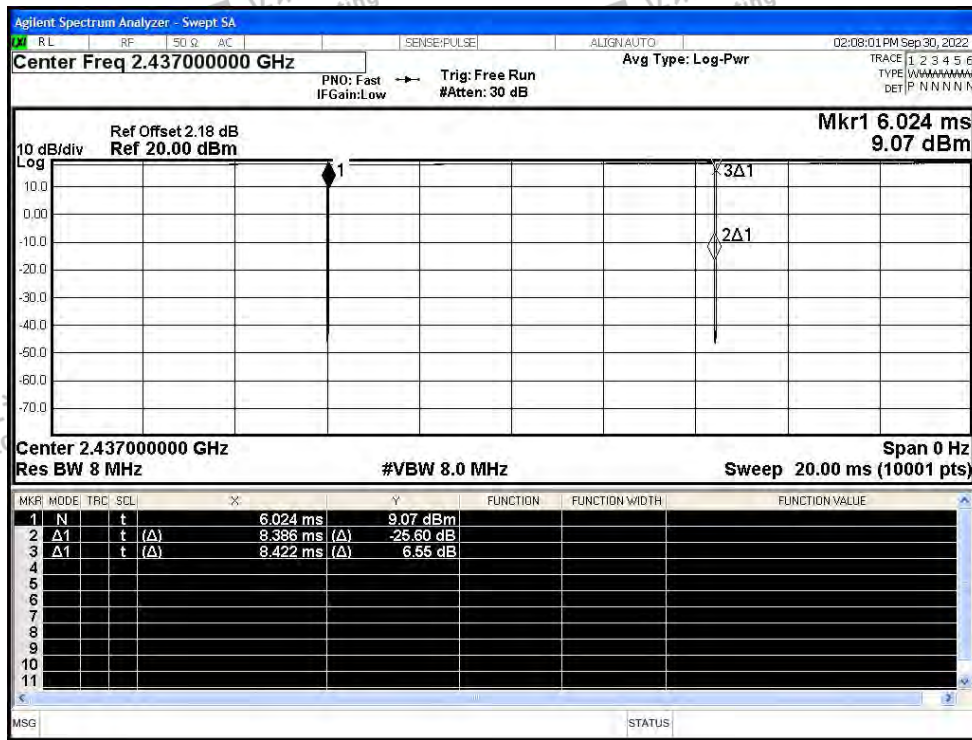 Agilent Spectrum Analyzer - Swept SA
RL RF 50 Ω AC SENSE:PULSE ALIGNAUTO 02:08:01 PM Sep 30, 2022
Center Freq 2.437000000 GHz
PNO: Fast
IFGain:Low
Trig: Free Run
#Atten: 30 dB
Avg Type: Log-Pwr
TRACE 1 2 3 4 5 6
TYPE
DET P N N N N N
Mkr1 6.024 ms
9.07 dBm
Ref Offset 2.18 dB
10 dB/div Ref 20.00 dBm
Log
1
3Δ1
2Δ1
10.0
0.00
-10.0
-20.0
-30.0
-40.0
-50.0
-60.0
-70.0
Center 2.437000000 GHz Span 0 Hz
Res BW 8 MHz #VBW 8.0 MHz Sweep 20.00 ms (10001 pts)
MKR MODE TRC SCL X Y FUNCTION FUNCTION WIDTH FUNCTION VALUE
1 N t 6.024 ms 9.07 dBm
2 Δ1 t (Δ) 8.386 ms (Δ) -25.60 dB
3 Δ1 t (Δ) 8.422 ms (Δ) 6.55 dB
4
5
6
7
8
9
10
11
MSG STATUS